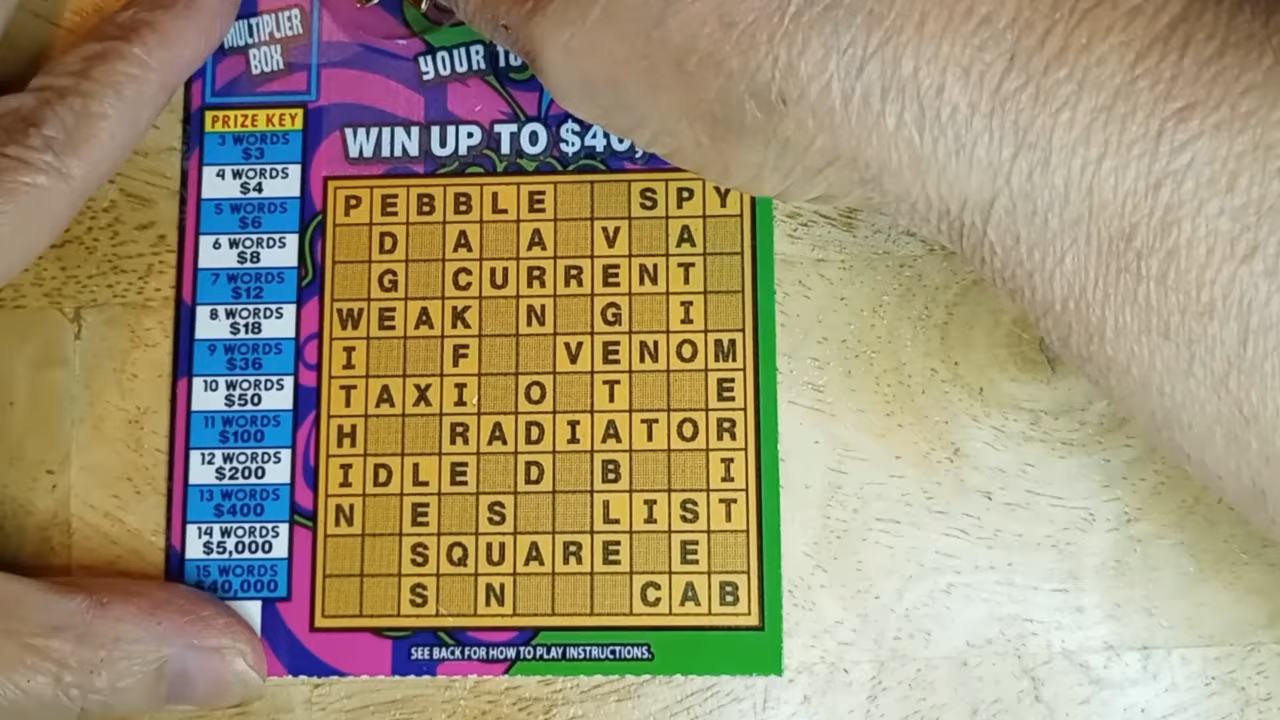 MULTIPLIER
BOX
YOUR
WIN UP TO $40,
PRIZE KEY
3 WORDS
$3
4 WORDS
$4
5 WORDS
$6
6 WORDS
$8
7 WORDS
$12
8 WORDS
$18
9 WORDS
$36
10 WORDS
$50
11 WORDS
$100
12 WORDS
$200
13 WORDS
$400
14 WORDS
$5,000
15 WORDS
$40,000
P E B B L E S P Y
D A A V A
G C U R R E N T
W E A K N G I
I F V E N O M
T A X I O T E
H R A D I A T O R
I D L E D B I
N E S L I S T
S Q U A R E E
S N C A B
SEE BACK FOR HOW TO PLAY INSTRUCTIONS.